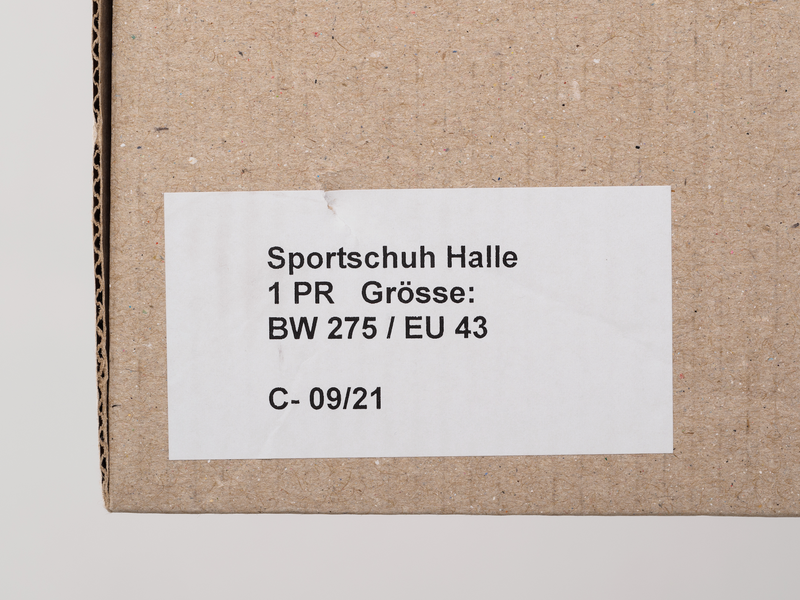 Sportschuh Halle
1 PR Grösse:
BW 275 / EU 43
C- 09/21